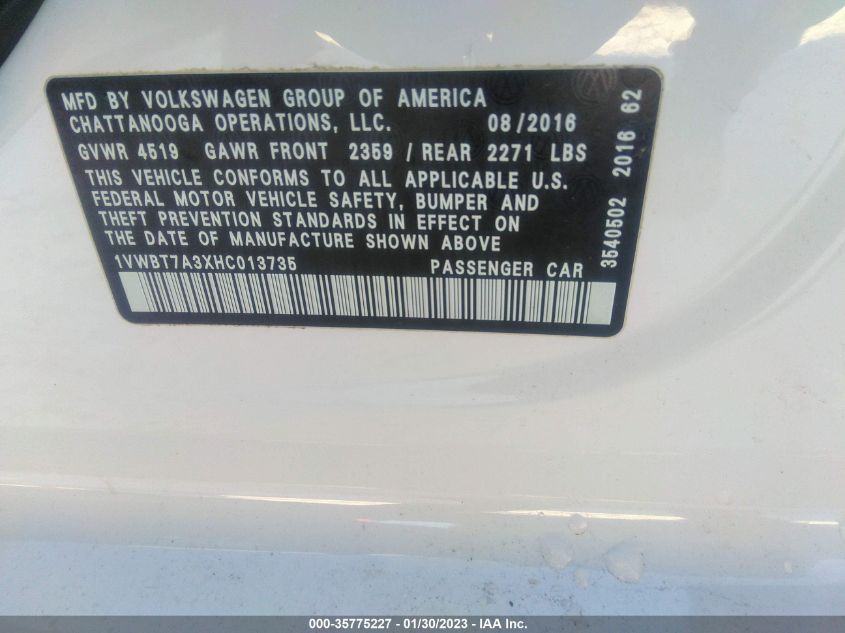 MFD BY VOLKSWAGEN GROUP OF AMERICA
CHATTANOOGA OPERATIONS, LLC. 08/2016
GVWR 4519 GAWR FRONT 2359 / REAR 2271 LBS
THIS VEHICLE CONFORMS TO ALL APPLICABLE U.S.
FEDERAL MOTOR VEHICLE SAFETY, BUMPER AND
THEFT PREVENTION STANDARDS IN EFFECT ON
THE DATE OF MANUFACTURE SHOWN ABOVE
1VWBT7A3XHC013735 PASSENGER CAR
3540502 2016 62
000-35775227 - 01/30/2023 - IAA Inc.